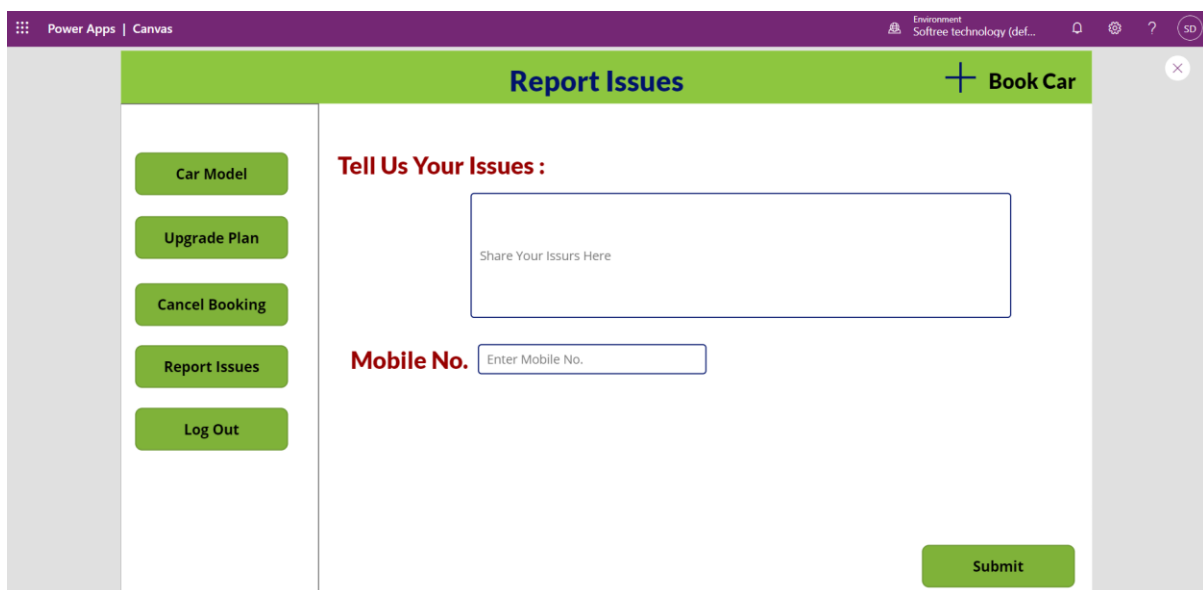 Power Apps | Canvas
Environment
Softree technology (def...
SD
Report Issues
Book Car
Car Model
Upgrade Plan
Cancel Booking
Report Issues
Log Out
Tell Us Your Issues :
Share Your Issurs Here
Mobile No.
Enter Mobile No.
Submit